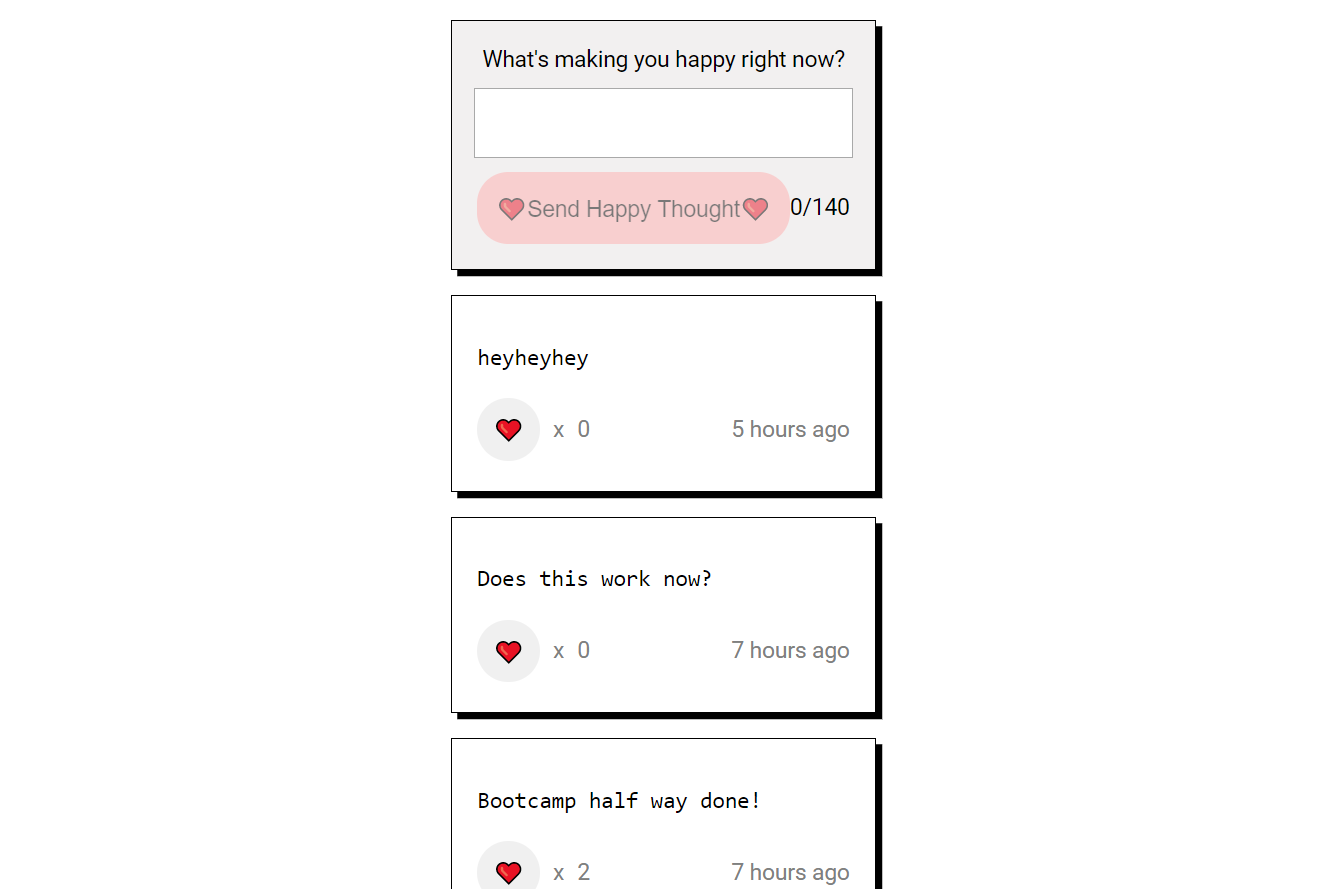 What's making you happy right now?
❤️Send Happy Thought❤️ 0/140
heyheyhey
❤️ x 0 5 hours ago
Does this work now?
❤️ x 0 7 hours ago
Bootcamp half way done!
❤️ x 2 7 hours ago